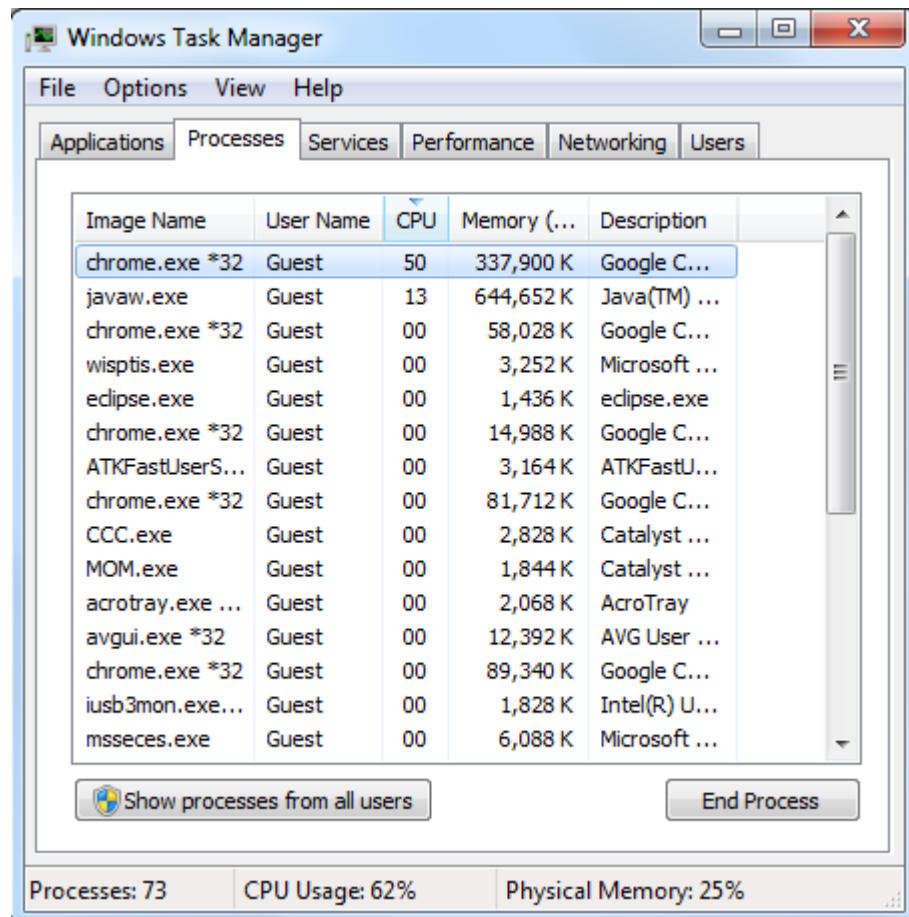 Windows Task Manager
File Options View Help
Applications Processes Services Performance Networking Users
Image Name User Name CPU Memory (... Description
chrome.exe *32 Guest 50 337,900 K Google C...
javaw.exe Guest 13 644,652 K Java(TM) ...
chrome.exe *32 Guest 00 58,028 K Google C...
wisptis.exe Guest 00 3,252 K Microsoft ...
eclipse.exe Guest 00 1,436 K eclipse.exe
chrome.exe *32 Guest 00 14,988 K Google C...
ATKFastUserS... Guest 00 3,164 K ATKFastU...
chrome.exe *32 Guest 00 81,712 K Google C...
CCC.exe Guest 00 2,828 K Catalyst ...
MOM.exe Guest 00 1,844 K Catalyst ...
acrotray.exe ... Guest 00 2,068 K AcroTray
avgui.exe *32 Guest 00 12,392 K AVG User ...
chrome.exe *32 Guest 00 89,340 K Google C...
iusb3mon.exe... Guest 00 1,828 K Intel(R) U...
msseces.exe Guest 00 6,088 K Microsoft ...
Show processes from all users End Process
Processes: 73 CPU Usage: 62% Physical Memory: 25%